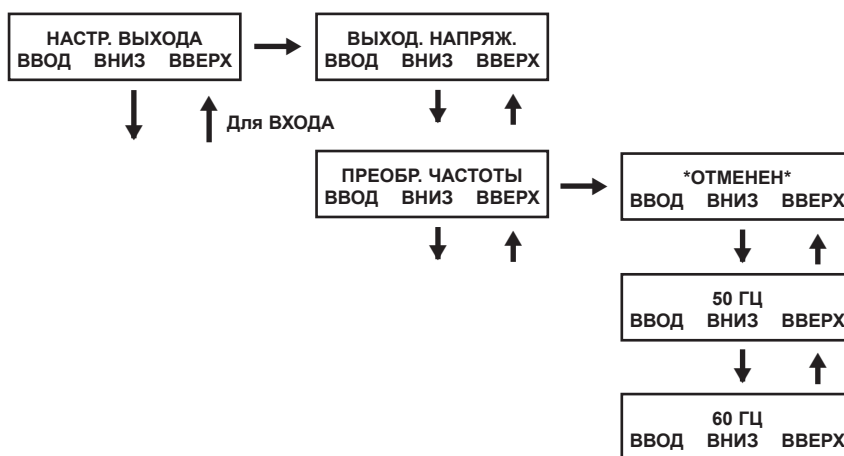 НАСТР. ВЫХОДА
ВВОД ВНИЗ ВВЕРХ
ВЫХОД. НАПРЯЖ.
ВВОД ВНИЗ ВВЕРХ
Для ВХОДА
ПРЕОБР. ЧАСТОТЫ
ВВОД ВНИЗ ВВЕРХ
*ОТМЕНЕН*
ВВОД ВНИЗ ВВЕРХ
50 ГЦ
ВВОД ВНИЗ ВВЕРХ
60 ГЦ
ВВОД ВНИЗ ВВЕРХ